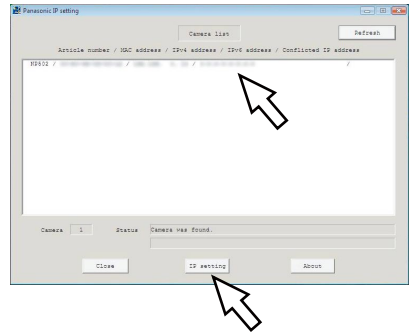 Panasonic IP setting
Camera list
Refresh
Article number / MAC address / IPv4 address / IPv6 address / Conflicted IP address
NP502 / / / /
Camera 1 Status Camera was found.
Close IP setting About